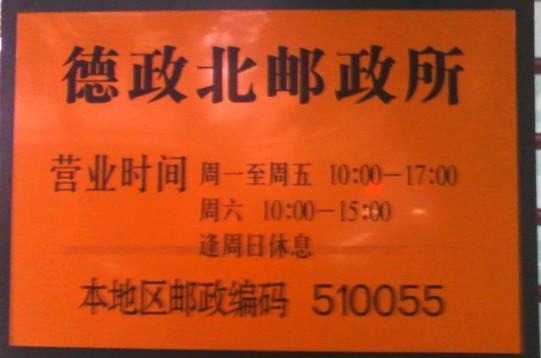 德政北邮政所
营业时间 周一至周五 10:00－17:00
周六 10:00－15:00
逢周日休息
本地区邮政编码 510055